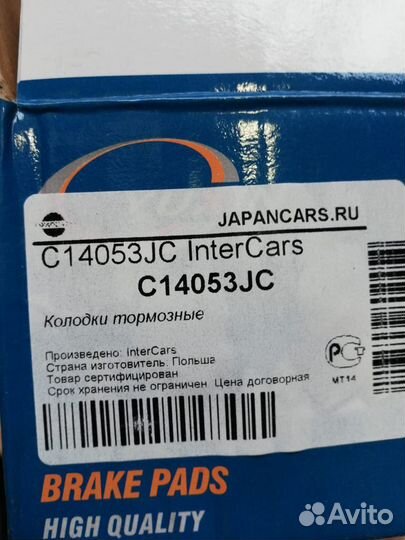 JAPANCARS.RU
C14053JC InterCars
C14053JC
Колодки тормозные
Произведено: InterCars
Страна изготовитель: Польша
Товар сертифицирован
Срок хранения не ограничен Цена договорная
МТ14
BRAKE PADS
HIGH QUALITY
Avito